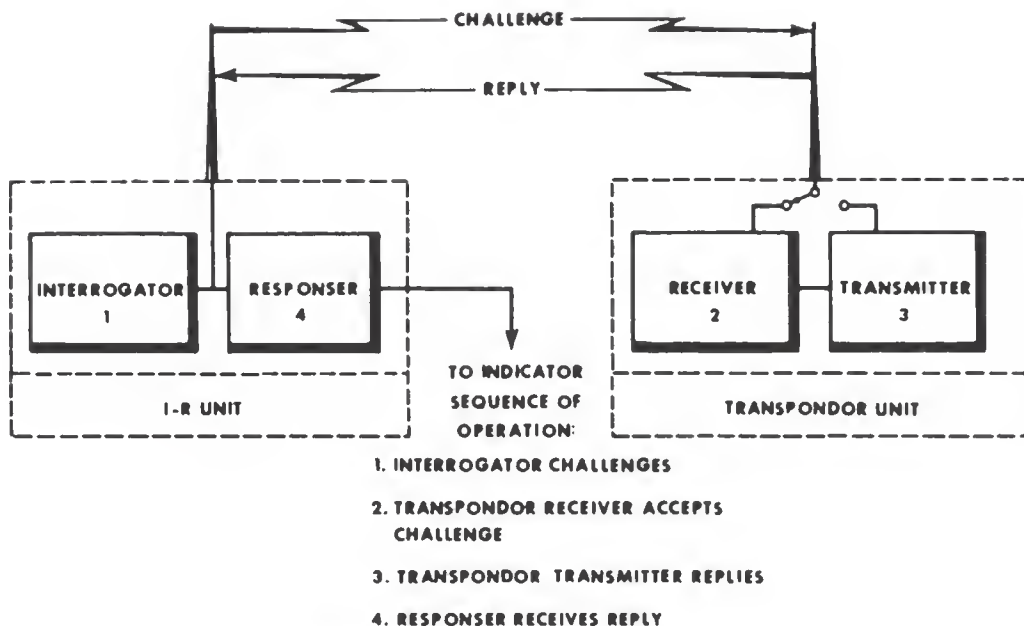 CHALLENGE
REPLY
INTERROGATOR
1
RESPONSER
4
RECEIVER
2
TRANSMITTER
3
I-R UNIT
TRANSPONDOR UNIT
TO INDICATOR
SEQUENCE OF
OPERATION:
1. INTERROGATOR CHALLENGES
2. TRANSPONDOR RECEIVER ACCEPTS
CHALLENGE
3. TRANSPONDOR TRANSMITTER REPLIES
4. RESPONSER RECEIVES REPLY